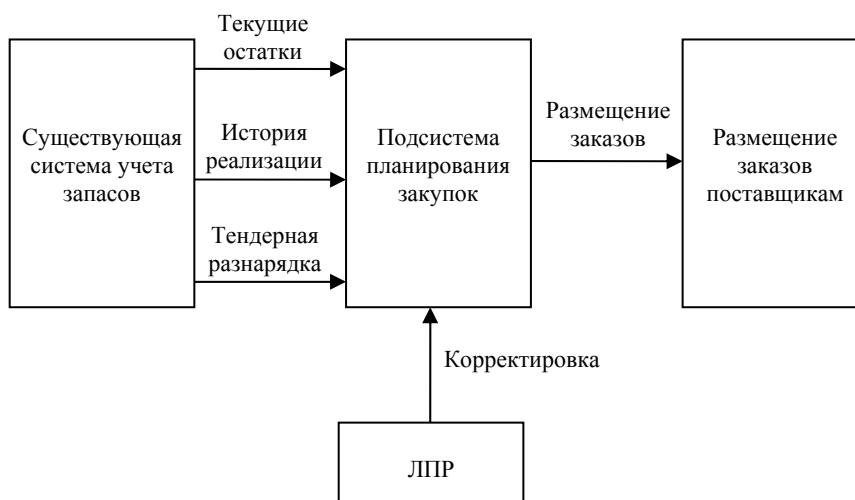 Текущие
остатки
Существующая
система учета
запасов
История
реализации
Тендерная
разнарядка
Подсистема
планирования
закупок
Размещение
заказов
Размещение
заказов
поставщикам
Корректировка
ЛПР